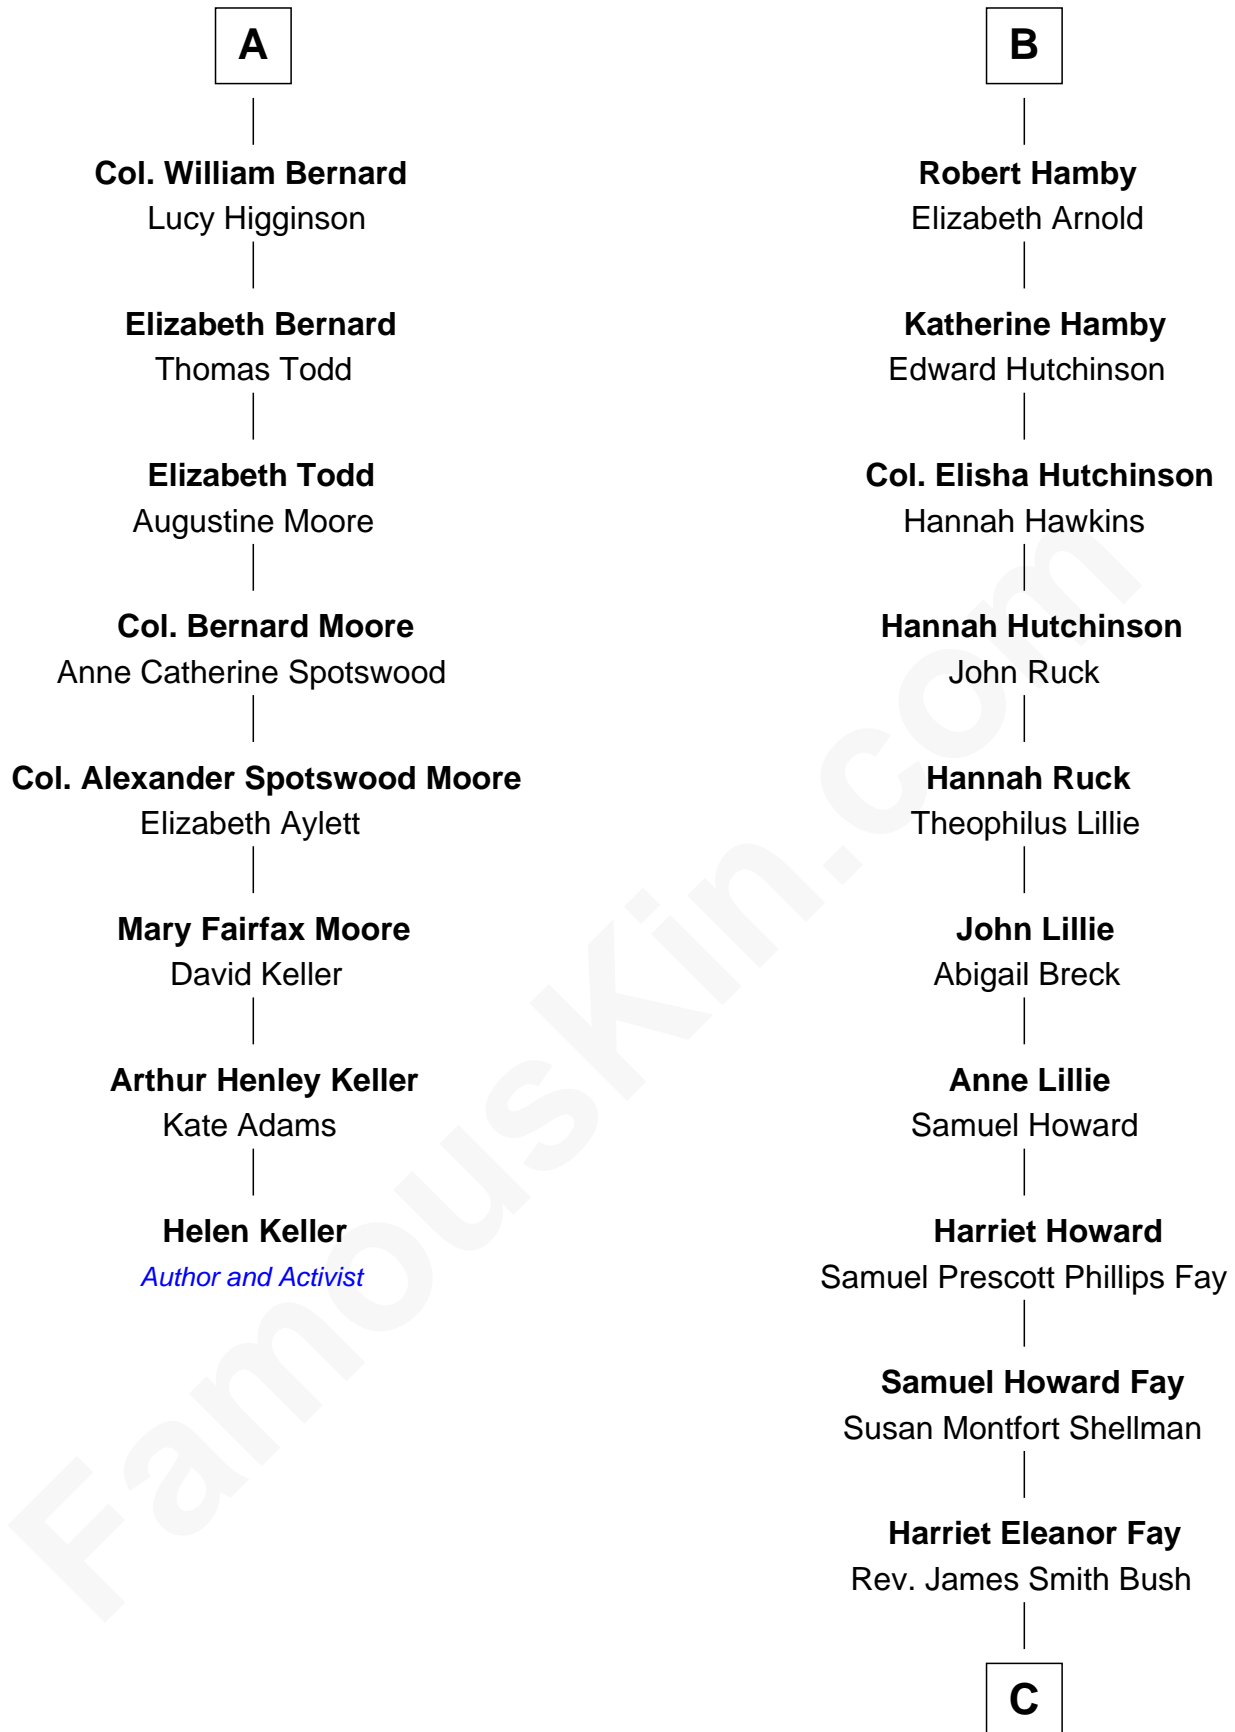 A
Col. William Bernard
Lucy Higginson
Elizabeth Bernard
Thomas Todd
Elizabeth Todd
Augustine Moore
Col. Bernard Moore
Anne Catherine Spotswood
Col. Alexander Spotswood Moore
Elizabeth Aylett
Mary Fairfax Moore
David Keller
Arthur Henley Keller
Kate Adams
Helen Keller
Author and Activist
B
Robert Hamby
Elizabeth Arnold
Katherine Hamby
Edward Hutchinson
Col. Elisha Hutchinson
Hannah Hawkins
Hannah Hutchinson
John Ruck
Hannah Ruck
Theophilus Lillie
John Lillie
Abigail Breck
Anne Lillie
Samuel Howard
Harriet Howard
Samuel Prescott Phillips Fay
Samuel Howard Fay
Susan Montfort Shellman
Harriet Eleanor Fay
Rev. James Smith Bush
C
FamousKin.com